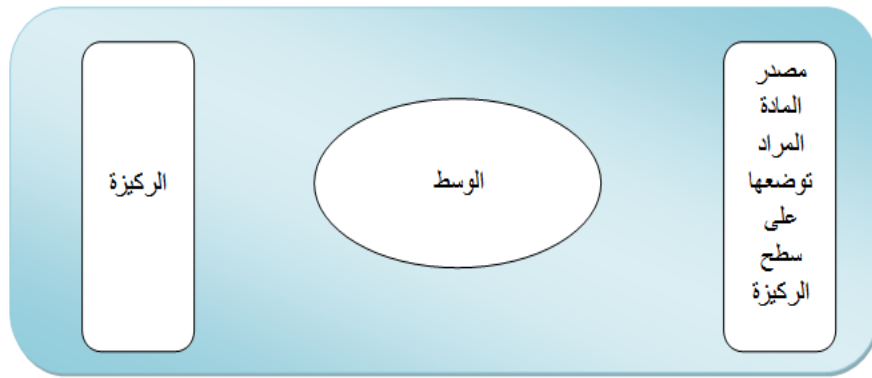 مصدر
المادة
المراد
توضعها
على
سطح
الركيزة
الوسط
الركيزة